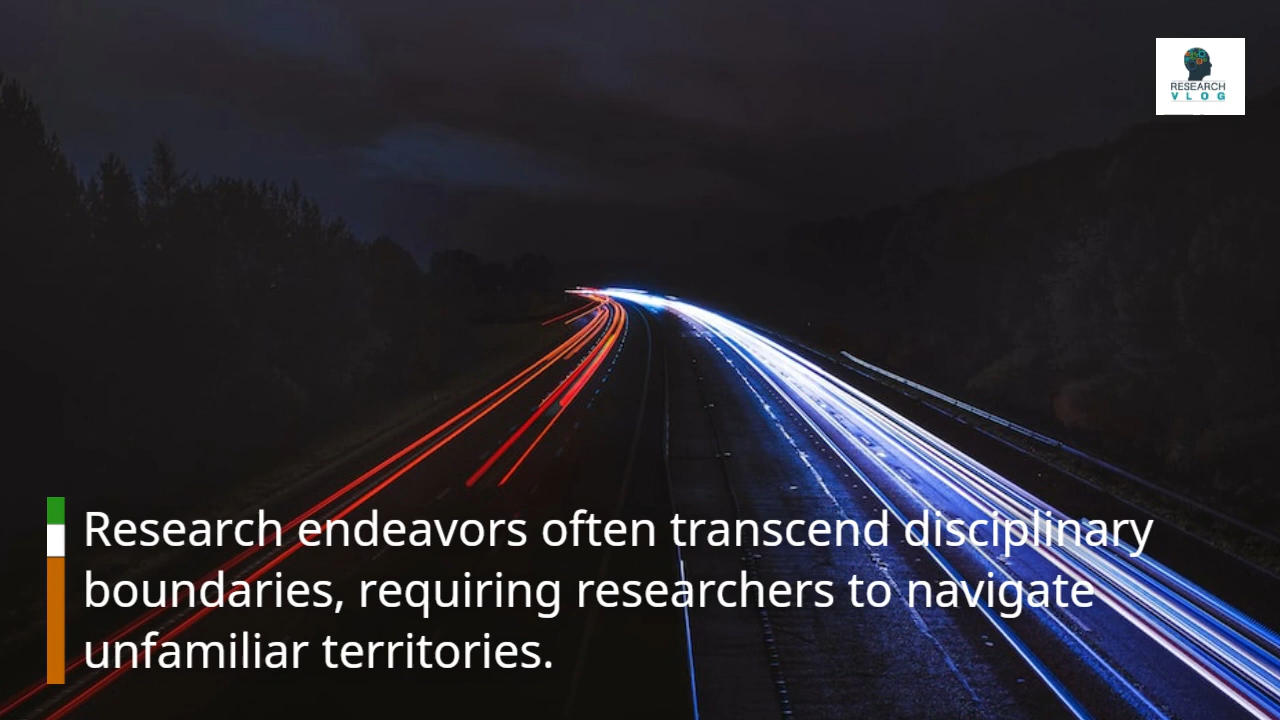 RESEARCH
VLOG
Research endeavors often transcend disciplinary
boundaries, requiring researchers to navigate
unfamiliar territories.